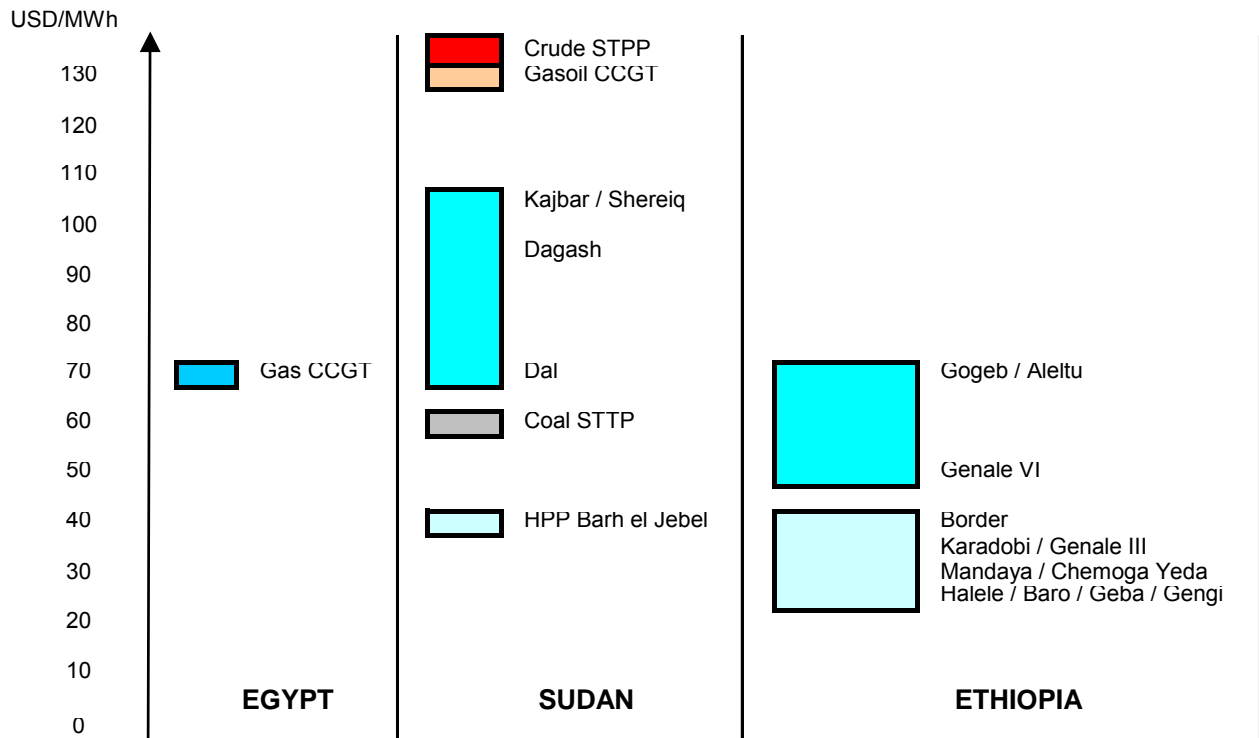 USD/MWh
130
120
110
100
90
80
70
60
50
40
30
20
10
0
Gas CCGT
EGYPT
Crude STPP
Gasoil CCGT
Kajbar / Shereiq
Dagash
Dal
Coal STTP
HPP Barh el Jebel
SUDAN
Gogeb / Aleltu
Genale VI
Border
Karadobi / Genale III
Mandaya / Chemoga Yeda
Halele / Baro / Geba / Gengi
ETHIOPIA